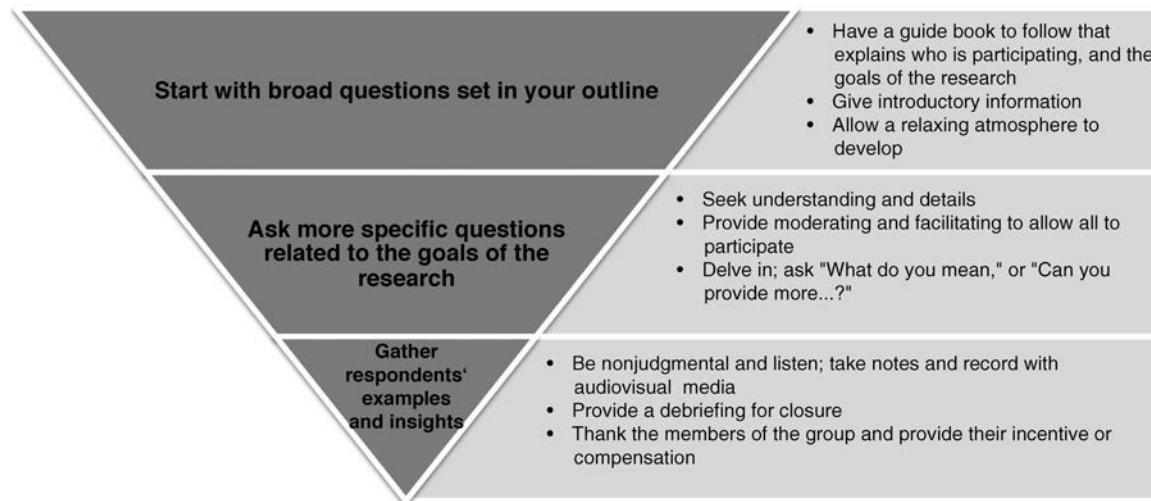 Start with broad questions set in your outline
• Have a guide book to follow that
explains who is participating, and the
goals of the research
• Give introductory information
• Allow a relaxing atmosphere to
develop
Ask more specific questions
related to the goals of the
research
• Seek understanding and details
• Provide moderating and facilitating to allow all to
participate
• Delve in; ask "What do you mean," or "Can you
provide more...?"
Gather
respondents‘
examples
and insights
• Be nonjudgmental and listen; take notes and record with
audiovisual media
• Provide a debriefing for closure
• Thank the members of the group and provide their incentive or
compensation